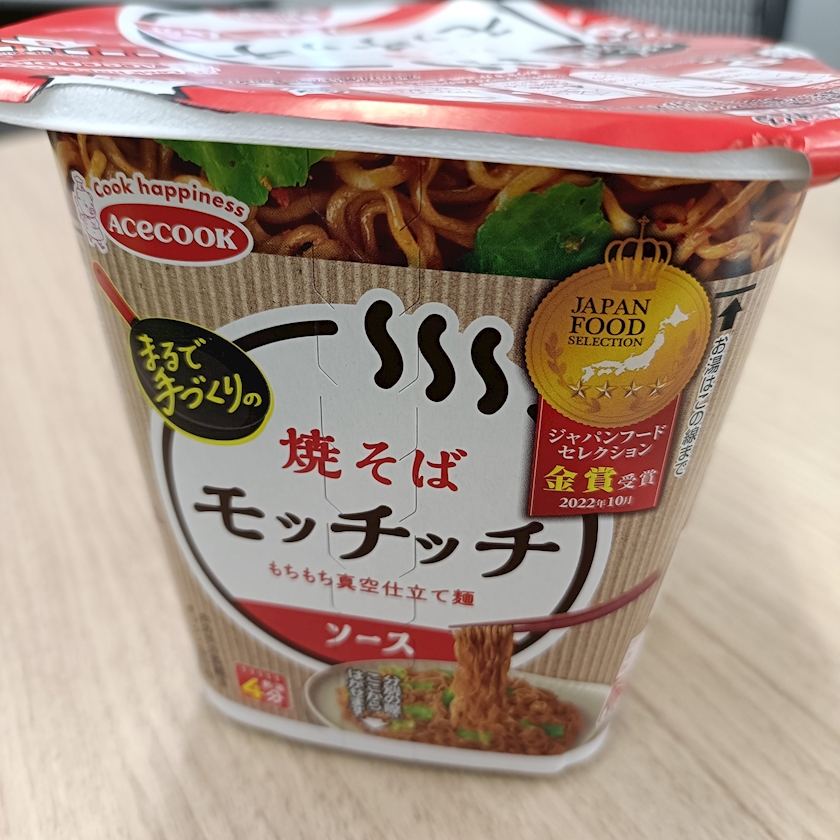 Cook happiness
ACECOOK
まるで
手づくりの
JAPAN
FOOD
SELECTION
ジャパンフード
セレクション
金賞受賞
2022年10月
お湯はこの線まで
焼そば
モッチッチ
もちもち真空仕立て麺
ソース
4分